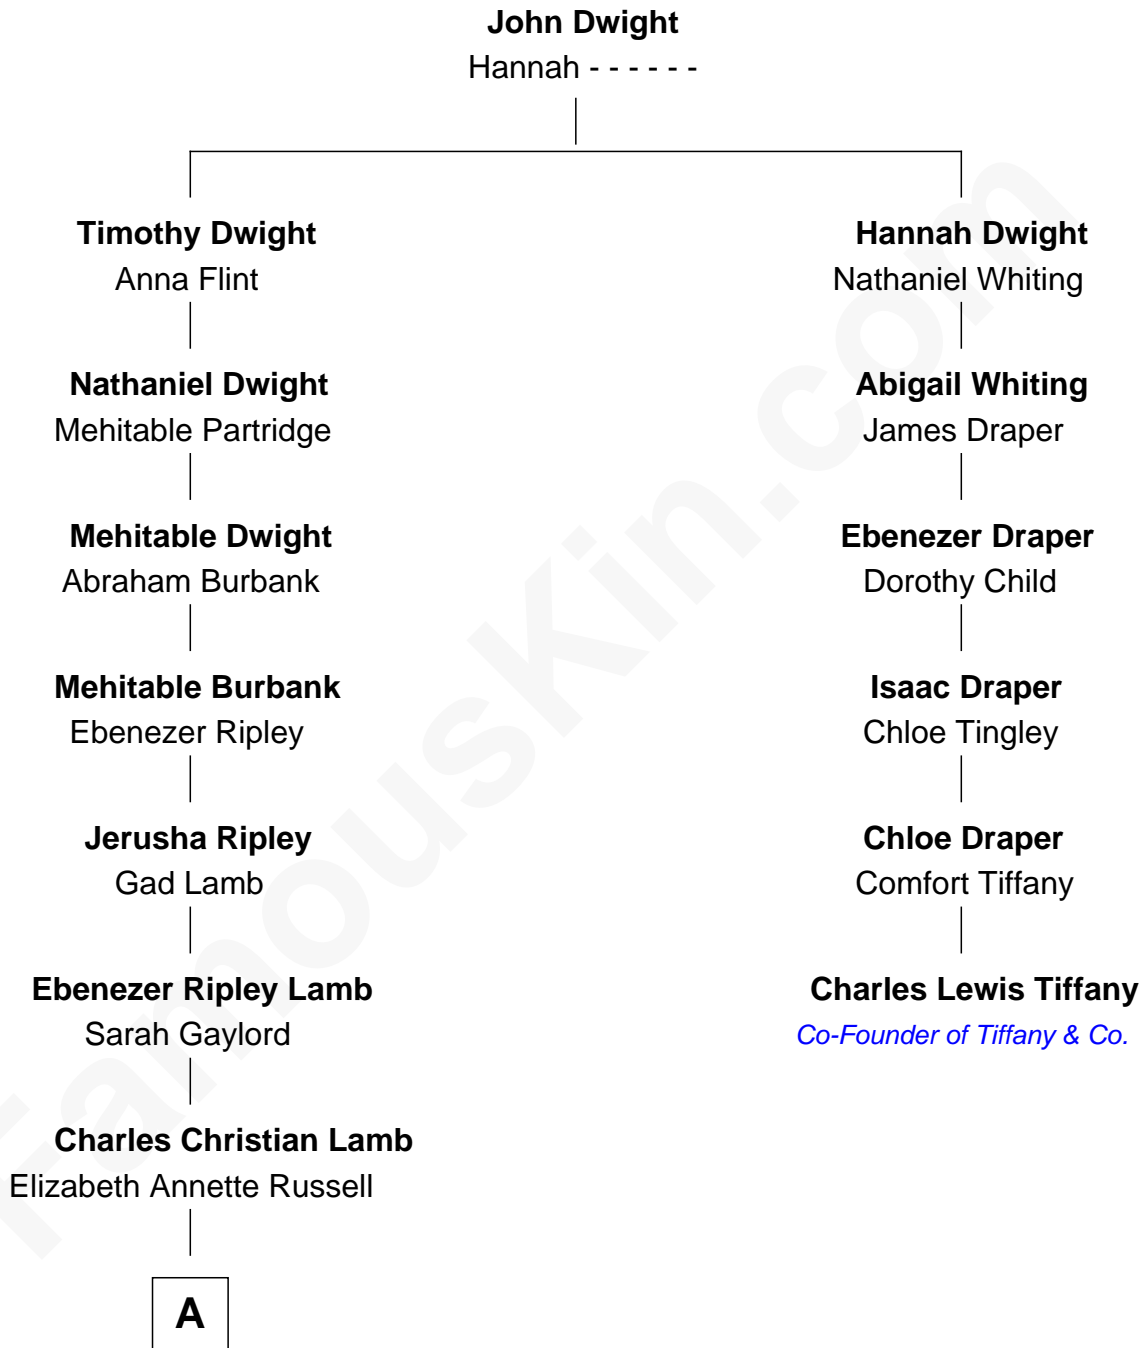 John Dwight
Hannah - - - - - -
Timothy Dwight
Anna Flint
Hannah Dwight
Nathaniel Whiting
Nathaniel Dwight
Mehitable Partridge
Abigail Whiting
James Draper
Mehitable Dwight
Abraham Burbank
Ebenezer Draper
Dorothy Child
Mehitable Burbank
Ebenezer Ripley
Isaac Draper
Chloe Tingley
Jerusha Ripley
Gad Lamb
Chloe Draper
Comfort Tiffany
Ebenezer Ripley Lamb
Sarah Gaylord
Charles Lewis Tiffany
Co-Founder of Tiffany & Co.
Charles Christian Lamb
Elizabeth Annette Russell
A
FamousKin.com